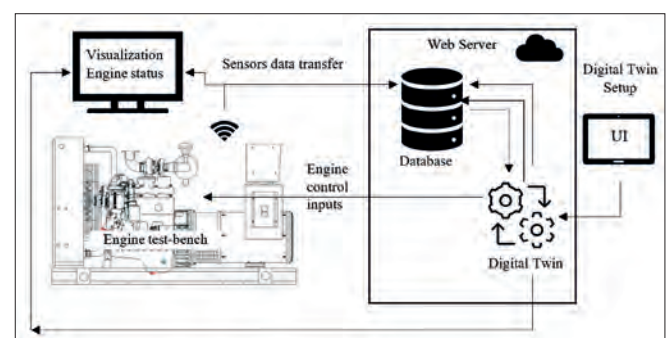 Visualization
Engine status
Sensors data transfer
Web Server
Digital Twin
Setup
UI
Database
Engine
control
inputs
Engine test-bench
Digital Twin